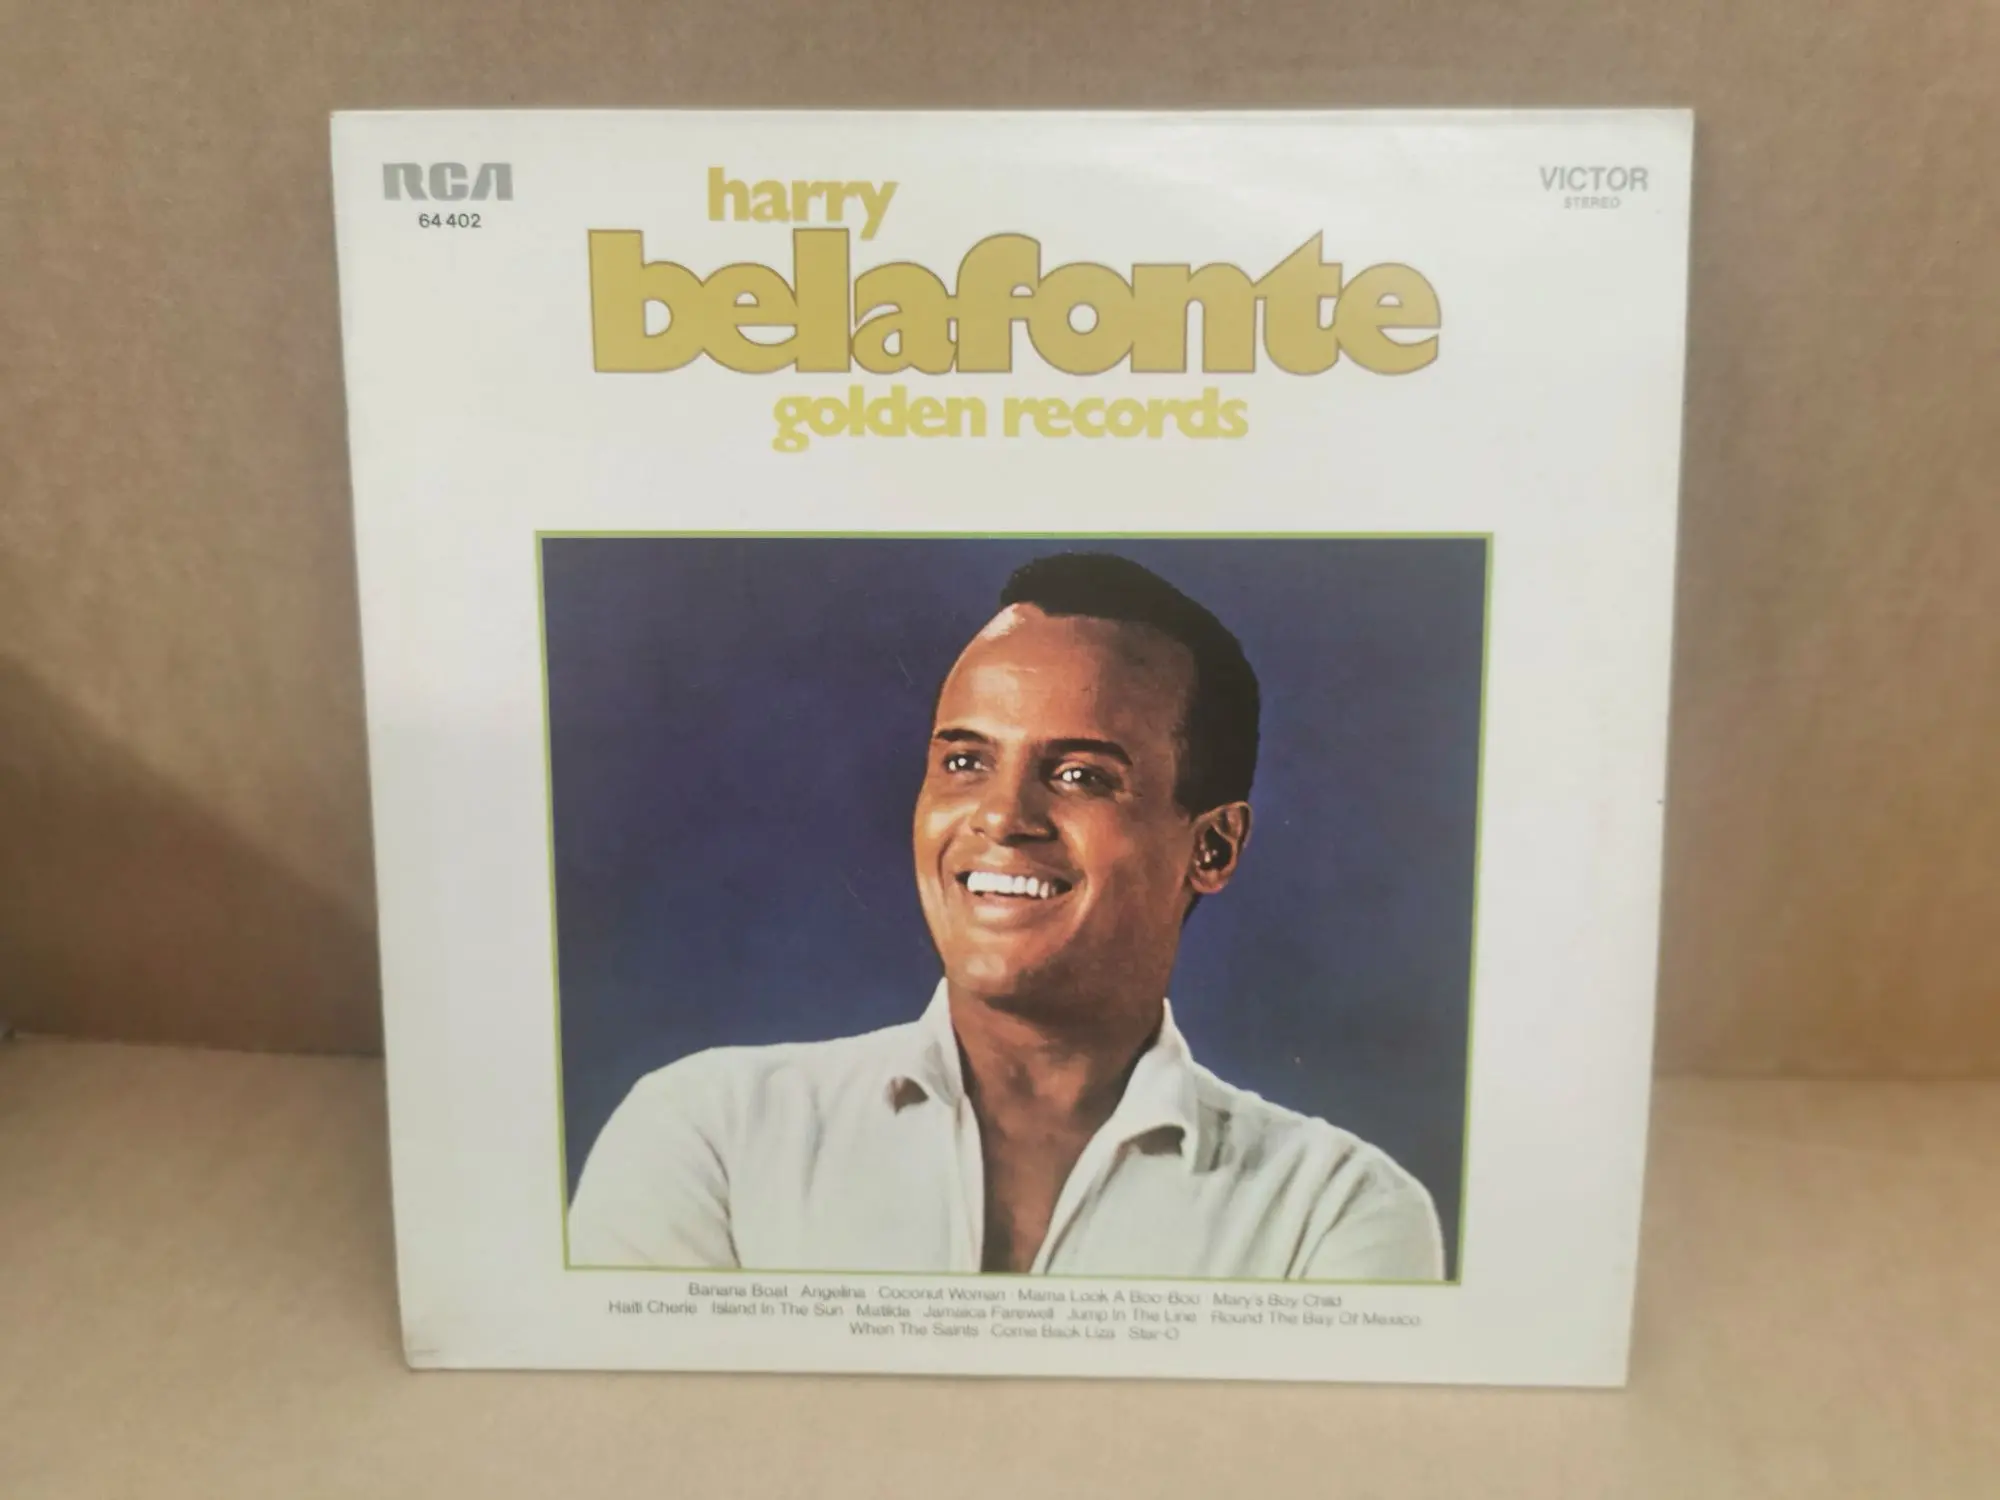 RCA
64 402
VICTOR
STEREO
harry
belafonte
golden records
Banana Boat · Angelina · Coconut Woman · Mama Look A Boo-Boo · Mary's Boy Child
Haiti Cherie · Island In The Sun · Matilda · Jamaica Farewell · Jump In The Line · Round The Bay Of Mexico
When The Saints · Come Back Liza · Star-O